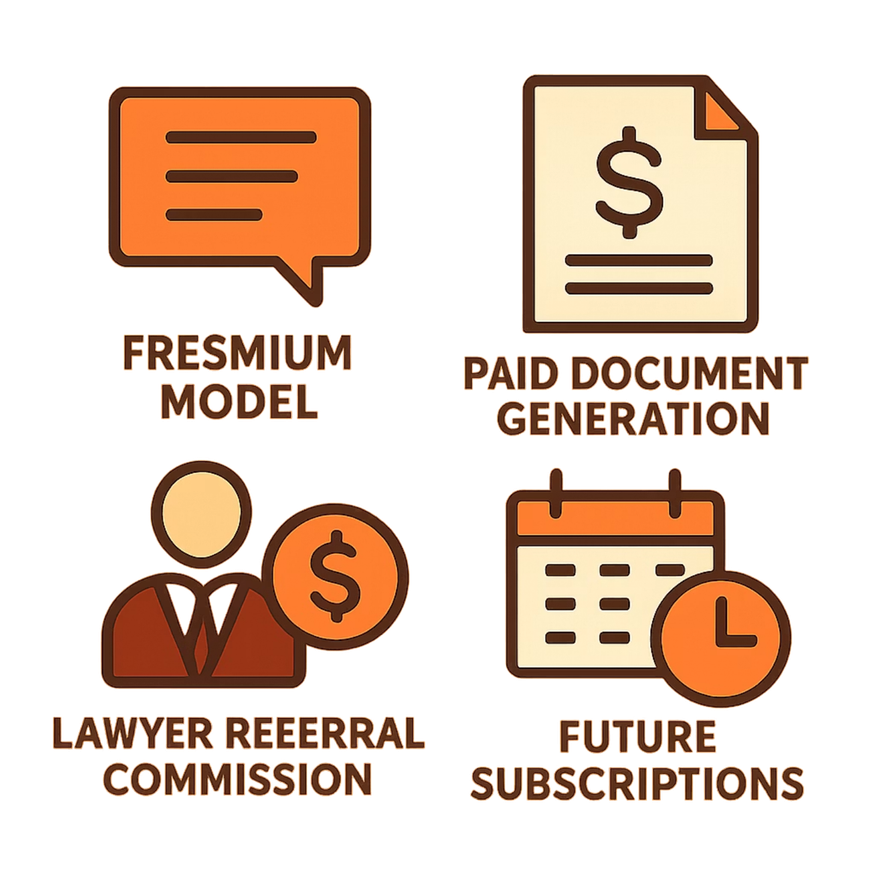 FRESMIUM
MODEL
PAID DOCUMENT
GENERATION
LAWYER REEERRAL
COMMISSION
FUTURE
SUBSCRIPTIONS